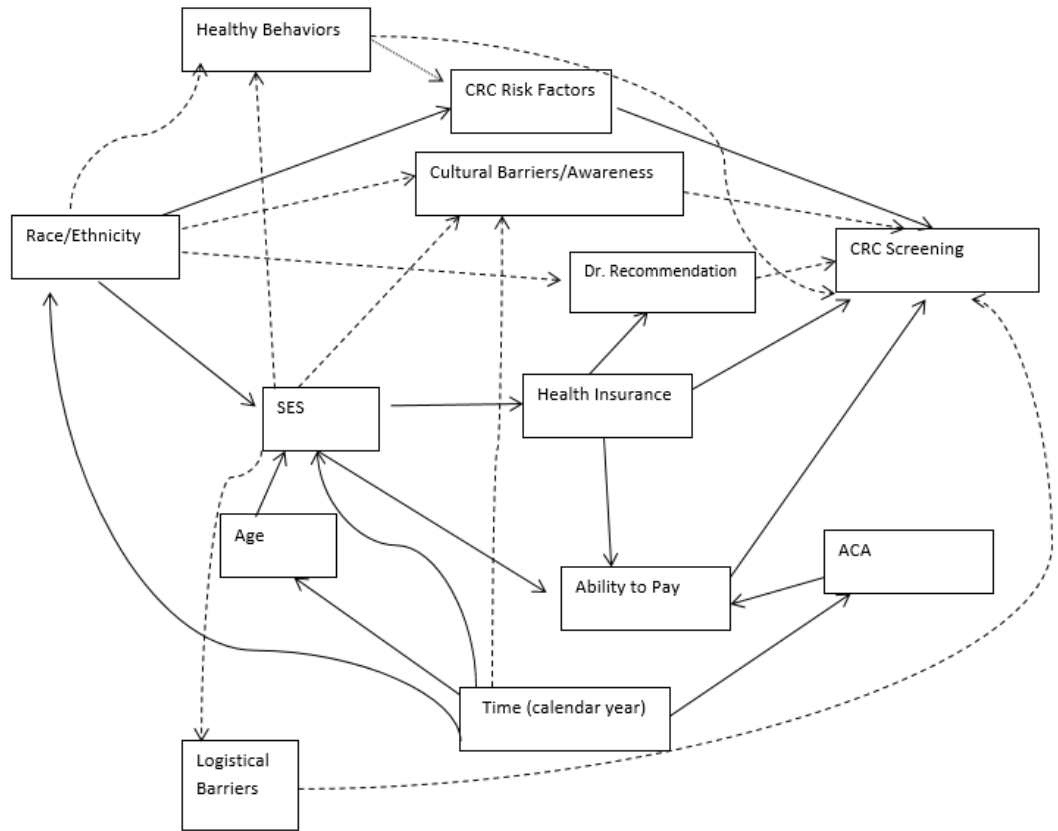 Healthy Behaviors
CRC Risk Factors
Cultural Barriers/Awareness
Race/Ethnicity
CRC Screening
Dr. Recommendation
Health Insurance
SES
Age
ACA
Ability to Pay
Time (calendar year)
Logistical
Barriers